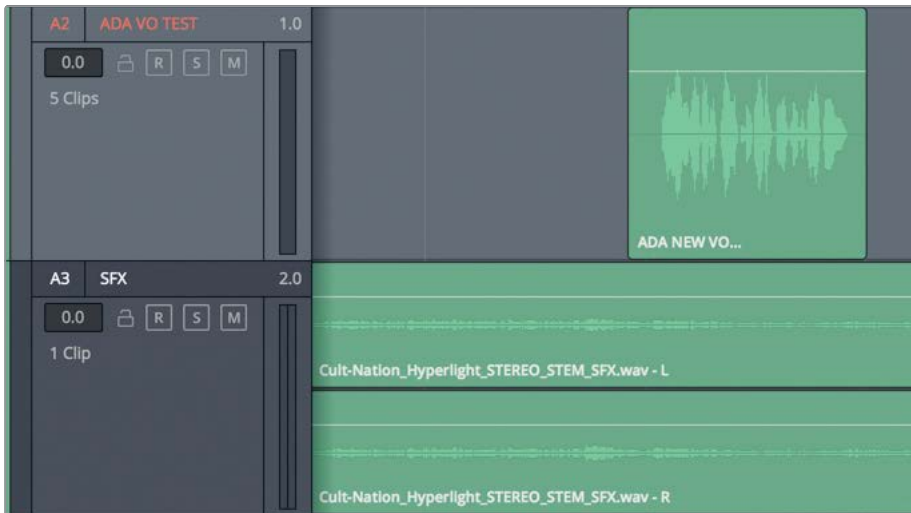 A2 ADA VO TEST 1.0
0.0 R S M
5 Clips
ADA NEW VO...
A3 SFX 2.0
0.0 R S M
1 Clip
Cult-Nation_Hyperlight_STEREO_STEM_SFX.wav - L
Cult-Nation_Hyperlight_STEREO_STEM_SFX.wav - R